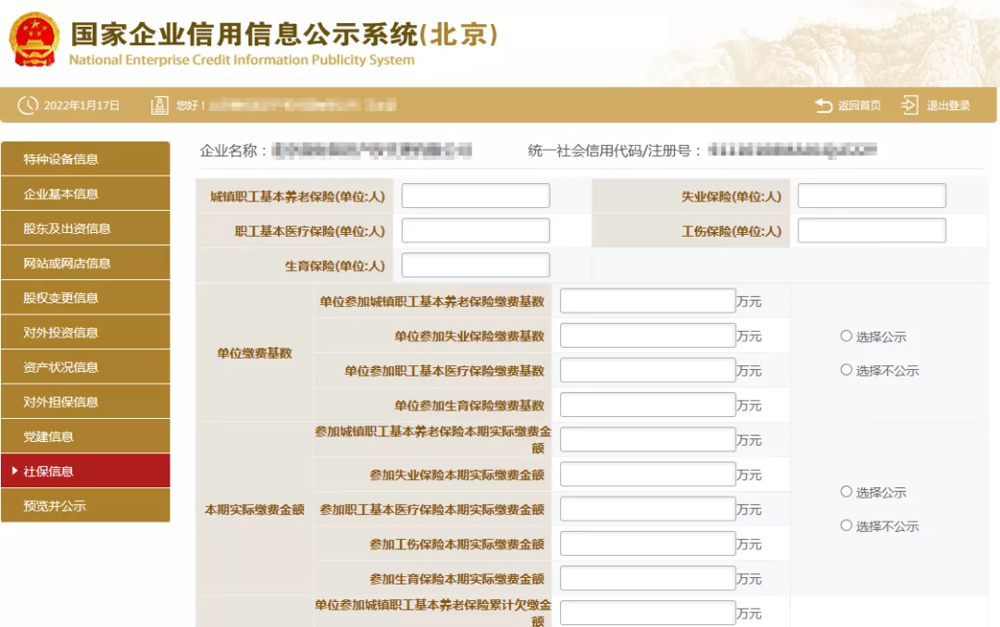 国家企业信用信息公示系统(北京)
National Enterprise Credit Information Publicity System
2022年1月17日 您好！ 返回首页 退出登录
特种设备信息
企业基本信息
股东及出资信息
网站或网店信息
股权变更信息
对外投资信息
资产状况信息
对外担保信息
党建信息
社保信息
预览并公示
企业名称： 统一社会信用代码/注册号：
城镇职工基本养老保险(单位:人) 失业保险(单位:人)
职工基本医疗保险(单位:人) 工伤保险(单位:人)
生育保险(单位:人)
单位缴费基数
单位参加城镇职工基本养老保险缴费基数 万元
单位参加失业保险缴费基数 万元
单位参加职工基本医疗保险缴费基数 万元
单位参加生育保险缴费基数 万元
选择公示
选择不公示
本期实际缴费金额
参加城镇职工基本养老保险本期实际缴费金
额 万元
参加失业保险本期实际缴费金额 万元
参加职工基本医疗保险本期实际缴费金额 万元
参加工伤保险本期实际缴费金额 万元
参加生育保险本期实际缴费金额 万元
选择公示
选择不公示
单位参加城镇职工基本养老保险累计欠缴金
额 万元